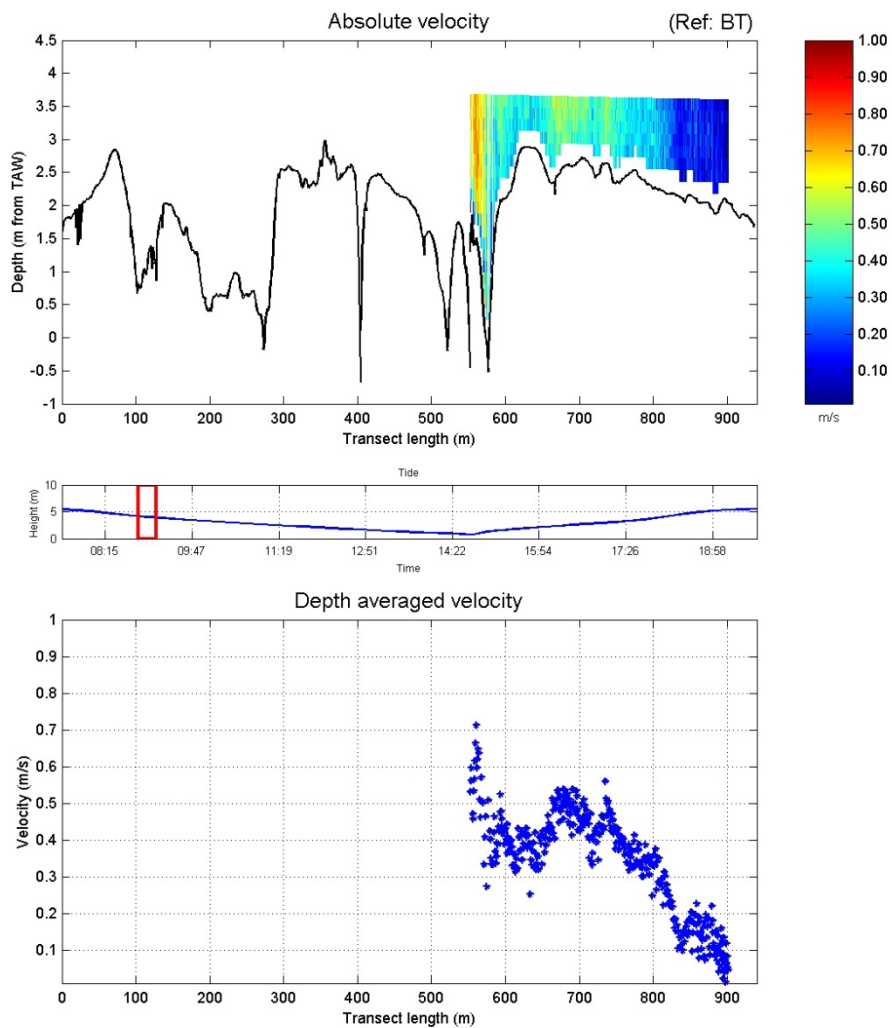 Absolute velocity (Ref: BT)
4.5
4
3.5
3
2.5
2
1.5
1
0.5
0
-0.5
-1
Depth (m from TAW)
0 100 200 300 400 500 600 700 800 900
Transect length (m)
1.00
0.90
0.80
0.70
0.60
0.50
0.40
0.30
0.20
0.10
m/s
Tide
10
5
0
Height (m)
08:15 09:47 11:19 12:51 14:22 15:54 17:26 18:58
Time
Depth averaged velocity
1
0.9
0.8
0.7
0.6
0.5
0.4
0.3
0.2
0.1
Velocity (m/s)
0 100 200 300 400 500 600 700 800 900
Transect length (m)